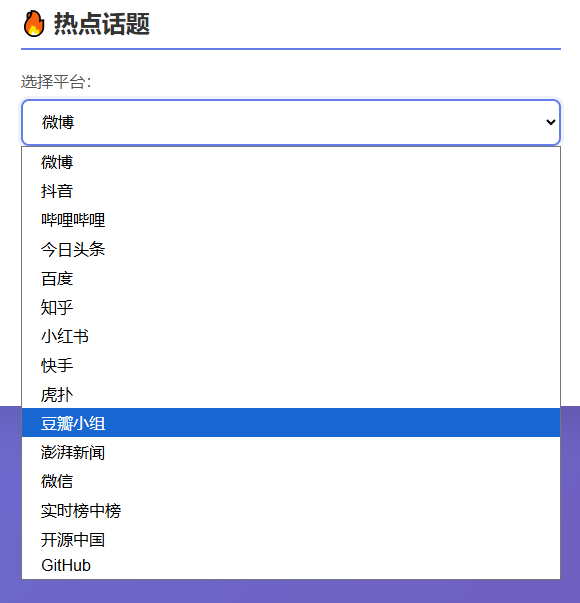 热点话题
选择平台:
微博
微博
抖音
哔哩哔哩
今日头条
百度
知乎
小红书
快手
虎扑
豆瓣小组
澎湃新闻
微信
实时榜中榜
开源中国
GitHub